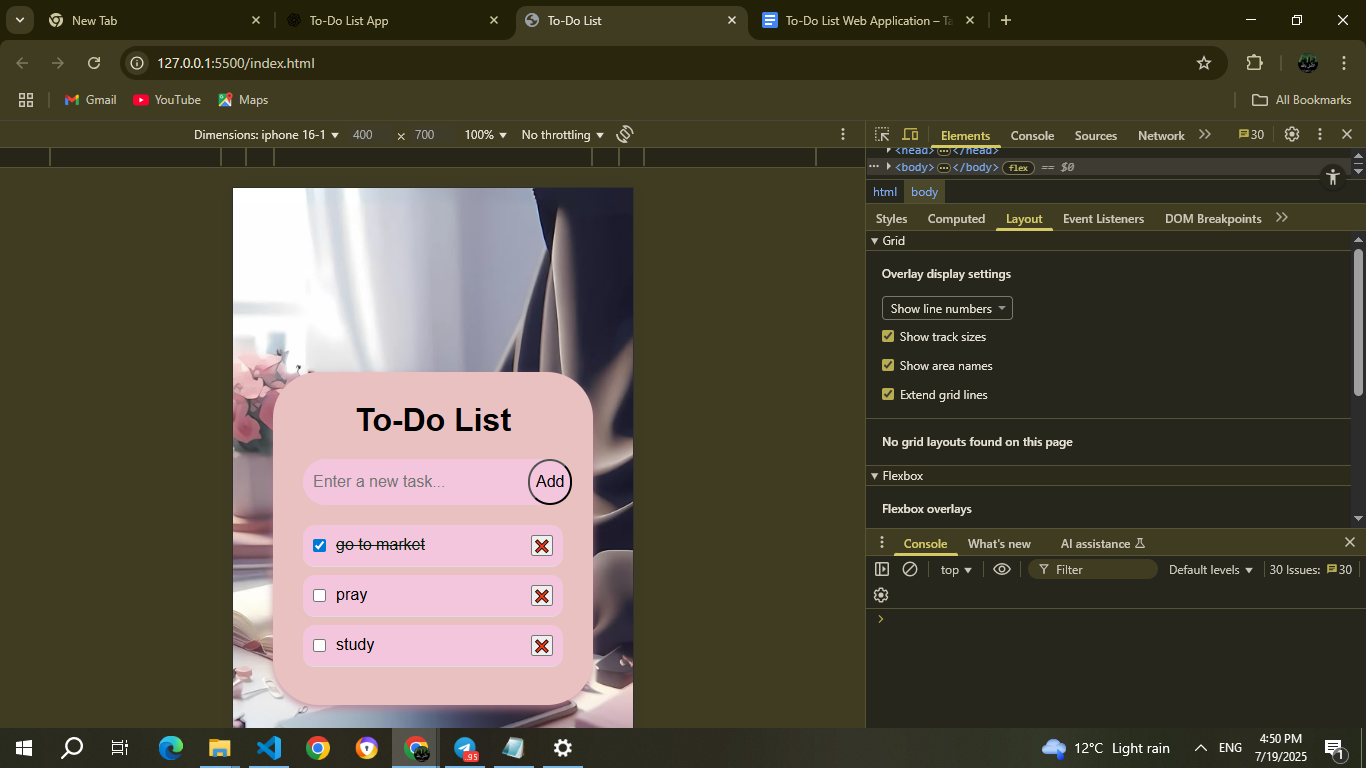 New Tab
To-Do List App
To-Do List
To-Do List Web Application – Ta
127.0.0.1:5500/index.html
Gmail
YouTube
Maps
All Bookmarks
Dimensions: iphone 16-1
400
×
700
100%
No throttling
Elements
Console
Sources
Network
30
<head>
</head>
<body>
</body>
flex
== $0
html
body
Styles
Computed
Layout
Event Listeners
DOM Breakpoints
Grid
Overlay display settings
Show line numbers
Show track sizes
Show area names
Extend grid lines
No grid layouts found on this page
Flexbox
Flexbox overlays
Console
What's new
AI assistance
top
Filter
Default levels
30 Issues:
30
To-Do List
Enter a new task...
Add
go to market
pray
study
.95
12°C Light rain
ENG
4:50 PM
7/19/2025
1